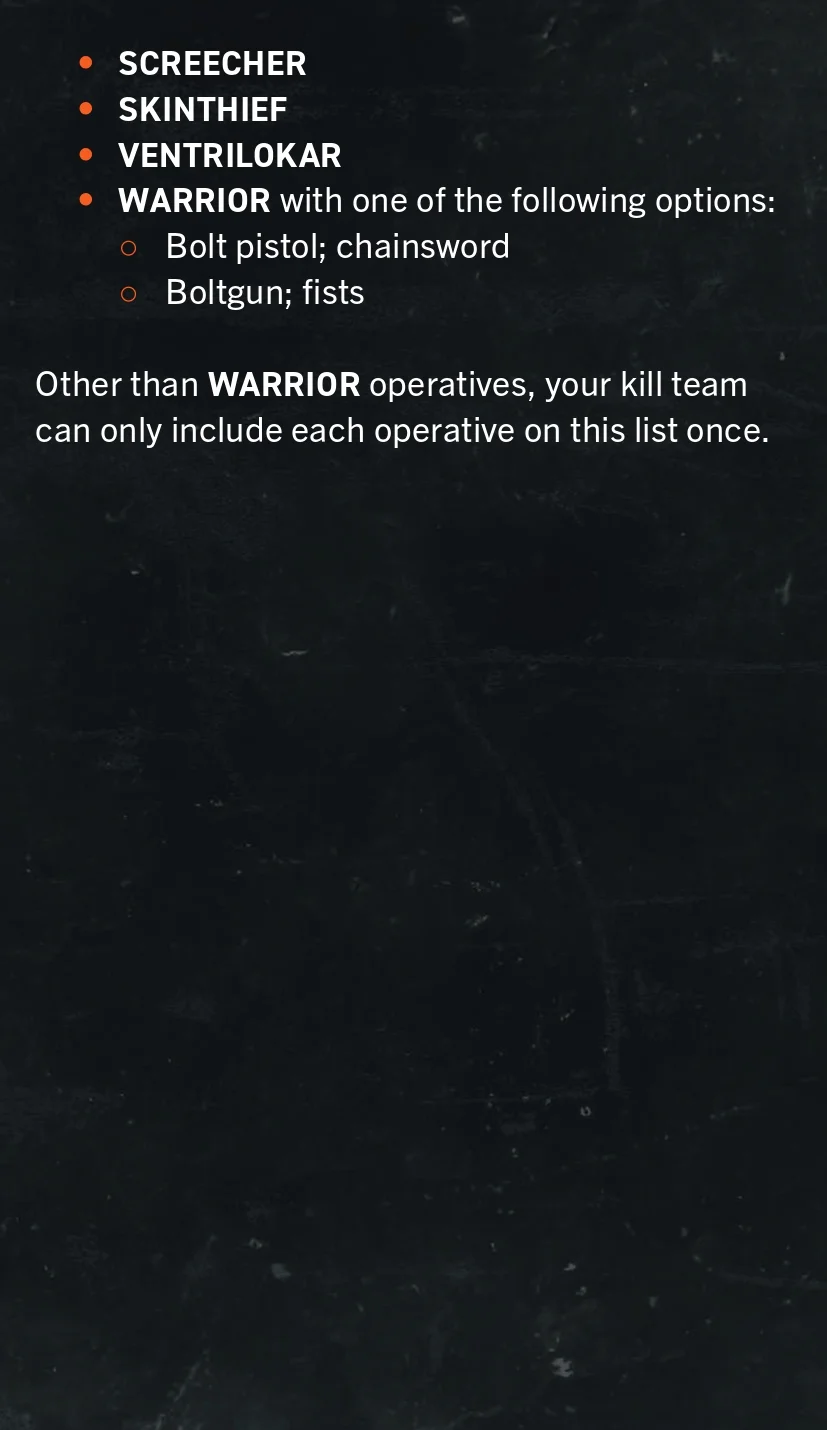 • SCREECHER
• SKINTHIEF
• VENTRILOKAR
• WARRIOR with one of the following options:
○ Bolt pistol; chainsword
○ Boltgun; fists
Other than WARRIOR operatives, your kill team
can only include each operative on this list once.